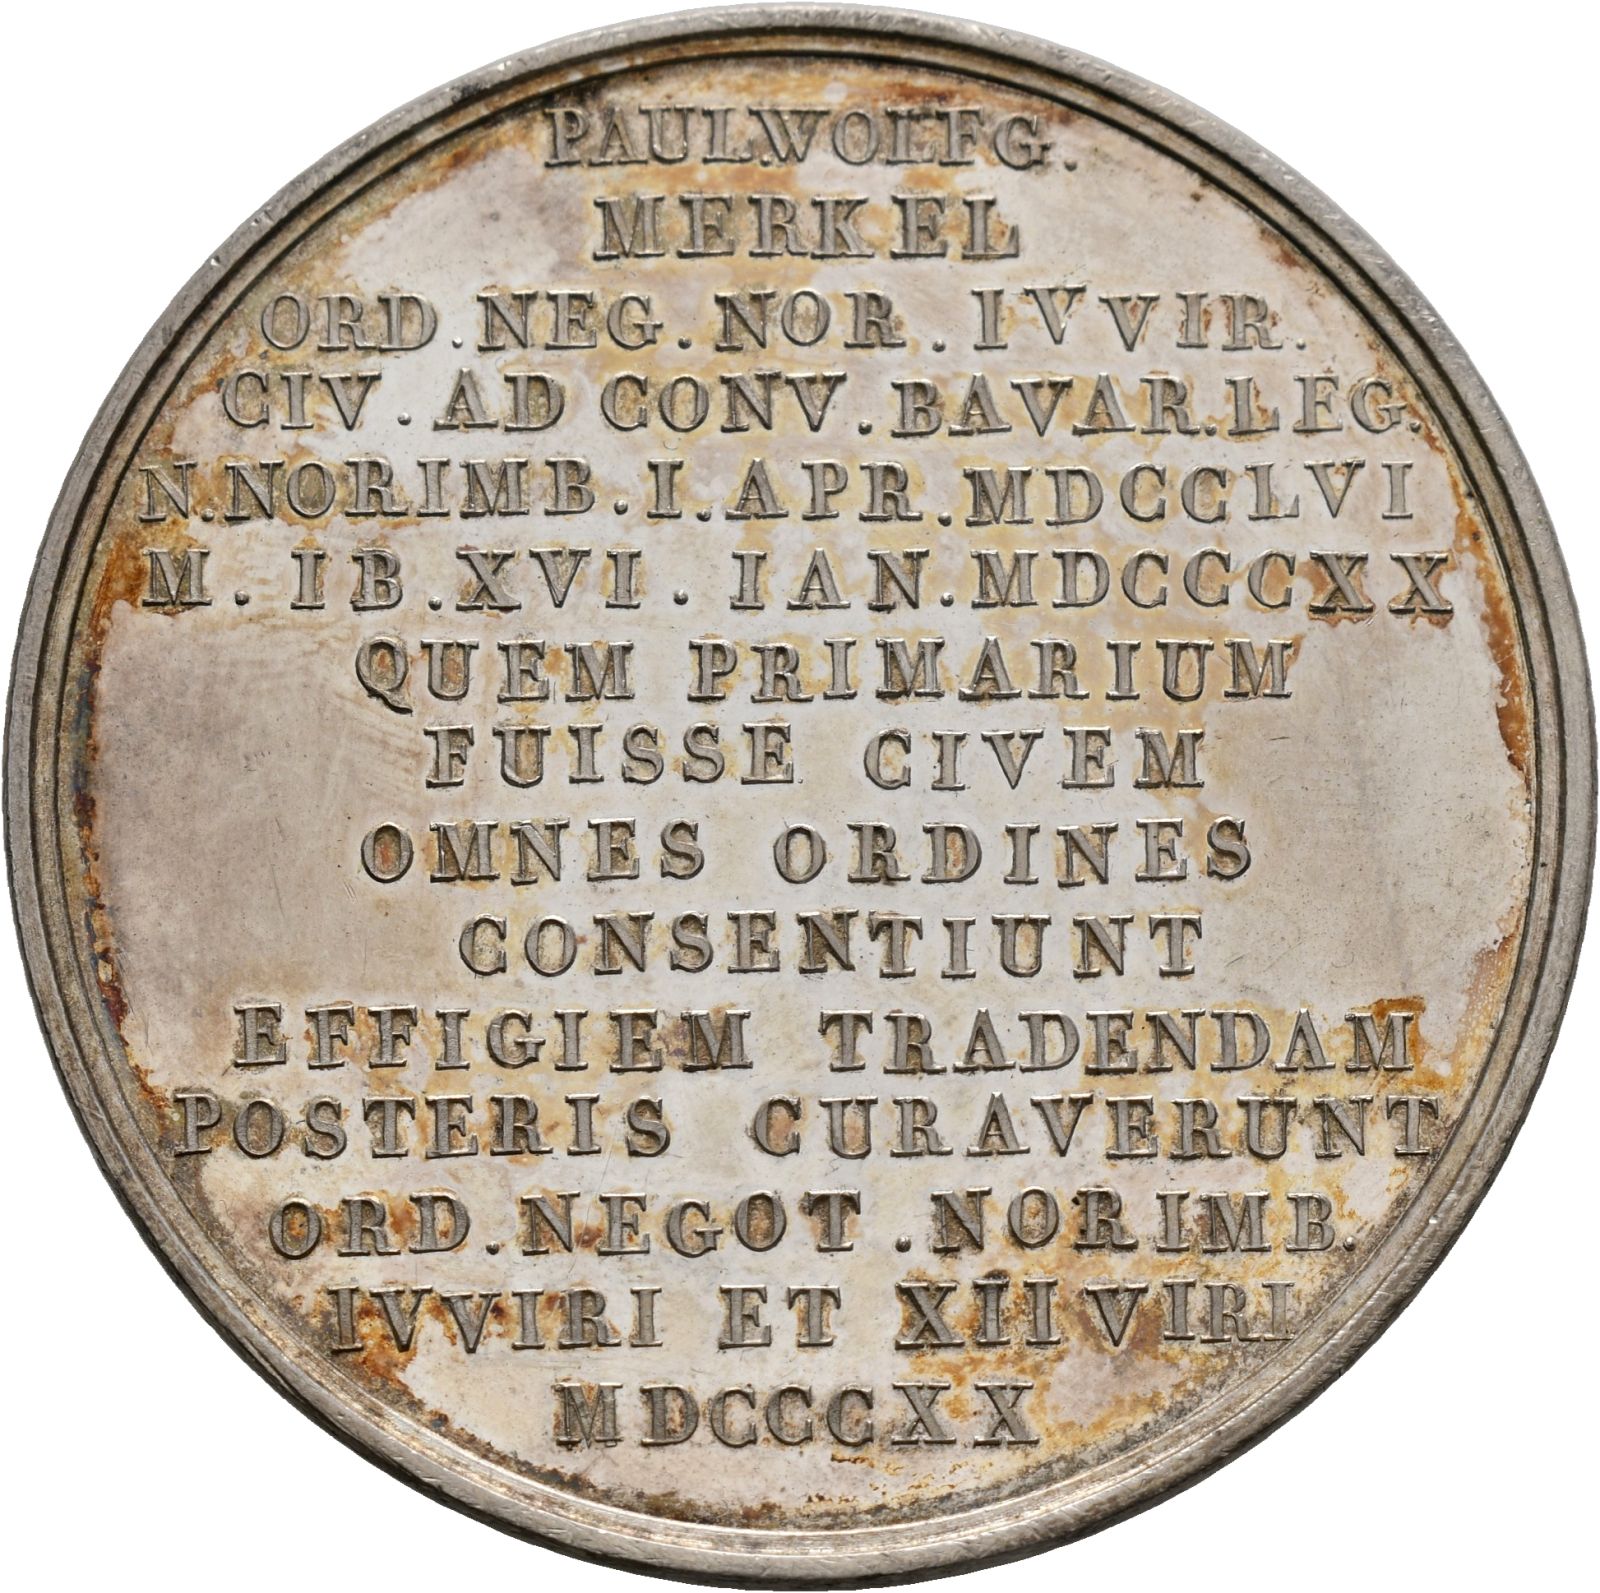 PAUL.WOLFG.
MERKEL
ORD.NEG.NOR.IVVIR.
CIV.AD CONV.BAVAR.LEG.
N.NORIMB.I.APR.MDCCLVI
M.IB.XVI.IAN.MDCCCXX
QUEM PRIMARIUM
FUISSE CIVEM
OMNES ORDINES
CONSENTIUNT
EFFIGIEM TRADENDAM
POSTERIS CURAVERUNT
ORD.NEGOT.NORIMB.
IVVIRI ET XIIVIRI
MDCCCXX